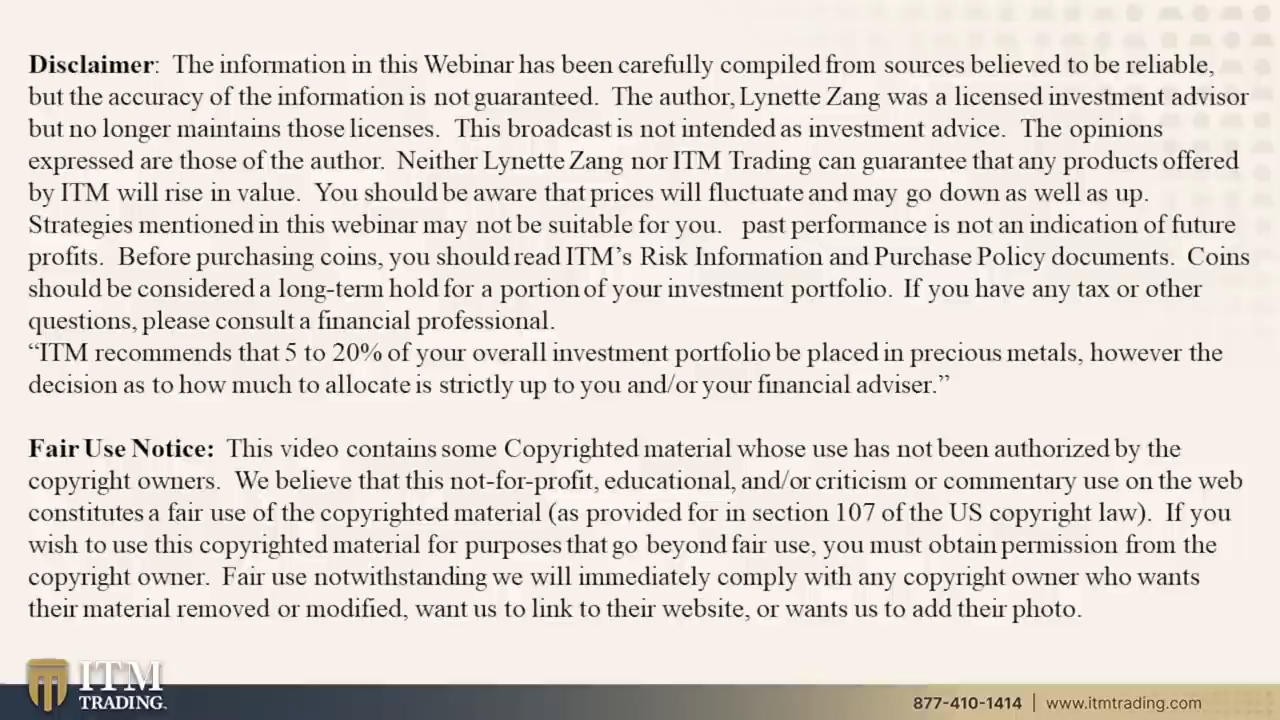 Disclaimer:  The information in this Webinar has been carefully compiled from sources believed to be reliable,
but the accuracy of the information is not guaranteed.  The author, Lynette Zang was a licensed investment advisor
but no longer maintains those licenses.  This broadcast is not intended as investment advice.  The opinions
expressed are those of the author.  Neither Lynette Zang nor ITM Trading can guarantee that any products offered
by ITM will rise in value.  You should be aware that prices will fluctuate and may go down as well as up.
Strategies mentioned in this webinar may not be suitable for you.   past performance is not an indication of future
profits.  Before purchasing coins, you should read ITM’s Risk Information and Purchase Policy documents.  Coins
should be considered a long-term hold for a portion of your investment portfolio.  If you have any tax or other
questions, please consult a financial professional.
“ITM recommends that 5 to 20% of your overall investment portfolio be placed in precious metals, however the
decision as to how much to allocate is strictly up to you and/or your financial adviser.”
Fair Use Notice:  This video contains some Copyrighted material whose use has not been authorized by the
copyright owners.  We believe that this not-for-profit, educational, and/or criticism or commentary use on the web
constitutes a fair use of the copyrighted material (as provided for in section 107 of the US copyright law).  If you
wish to use this copyrighted material for purposes that go beyond fair use, you must obtain permission from the
copyright owner.  Fair use notwithstanding we will immediately comply with any copyright owner who wants
their material removed or modified, want us to link to their website, or wants us to add their photo.
ITM
TRADING.
877-410-1414 | www.itmtrading.com